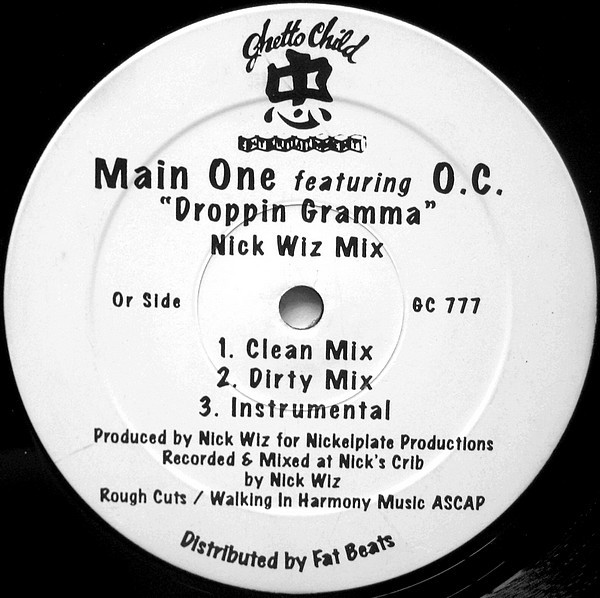 Ghetto Child
Main One featuring O.C.
"Droppin Gramma"
Nick Wiz Mix
Or Side
GC 777
1. Clean Mix
2. Dirty Mix
3. Instrumental
Produced by Nick Wiz for Nickelplate Productions
Recorded & Mixed at Nick's Crib
by Nick Wiz
Rough Cuts / Walking In Harmony Music ASCAP
Distributed by Fat Beats